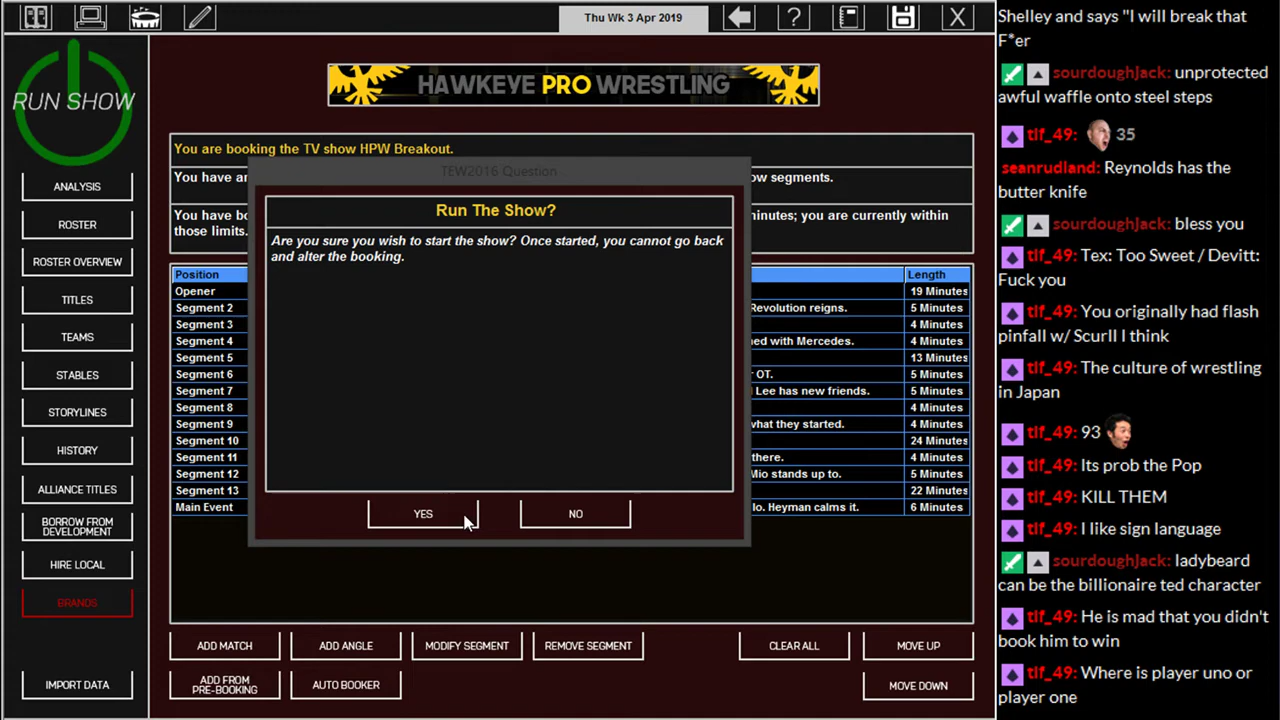 Thu Wk 3 Apr 2019
?
X
RUN SHOW
HAWKEYE PRO WRESTLING
ANALYSIS
ROSTER
ROSTER OVERVIEW
TITLES
TEAMS
STABLES
STORYLINES
HISTORY
ALLIANCE TITLES
BORROW FROM
DEVELOPMENT
HIRE LOCAL
BRANDS
IMPORT DATA
You are booking the TV show HPW Breakout.
You have ar
ow segments.
You have bo
minutes; you are currently within
those limits.
TEW2016 Question
Run The Show?
Are you sure you wish to start the show? Once started, you cannot go back
and alter the booking.
YES
NO
Position
Length
Opener
19 Minutes
Segment 2
Revolution reigns.
5 Minutes
Segment 3
4 Minutes
Segment 4
ned with Mercedes.
4 Minutes
Segment 5
13 Minutes
Segment 6
r OT.
5 Minutes
Segment 7
Lee has new friends.
5 Minutes
Segment 8
4 Minutes
Segment 9
what they started.
4 Minutes
Segment 10
24 Minutes
Segment 11
there.
4 Minutes
Segment 12
Mio stands up to.
5 Minutes
Segment 13
22 Minutes
Main Event
lo. Heyman calms it.
6 Minutes
ADD MATCH
ADD ANGLE
MODIFY SEGMENT
REMOVE SEGMENT
CLEAR ALL
MOVE UP
ADD FROM
PRE-BOOKING
AUTO BOOKER
MOVE DOWN
Shelley and says "I will break that
F*er
sourdoughjack: unprotected
awful waffle onto steel steps
tlf_49: 35
seanrudland: Reynolds has the
butter knife
sourdoughjack: bless you
tlf_49: Tex: Too Sweet / Devitt:
Fuck you
tlf_49: You originally had flash
pinfall w/ Scurll I think
tlf_49: The culture of wrestling
in Japan
tlf_49: 93
tlf_49: Its prob the Pop
tlf_49: KILL THEM
tlf_49: I like sign language
sourdoughjack: ladybeard
can be the billionaire ted character
tlf_49: He is mad that you didn't
book him to win
tlf_49: Where is player uno or
player one